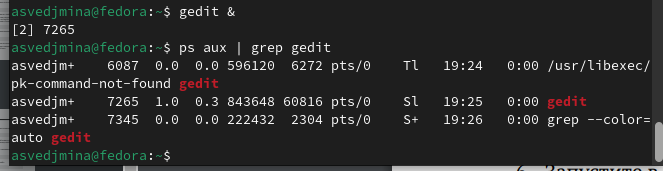 asvedjmina@fedora:~$ gedit &
[2] 7265
asvedjmina@fedora:~$ ps aux | grep gedit
asvedjm+    6087  0.0  0.0 596120  6272 pts/0    Tl   19:24   0:00 /usr/libexec/
pk-command-not-found gedit
asvedjm+    7265  1.0  0.3 843648 60816 pts/0    Sl   19:25   0:00 gedit
asvedjm+    7345  0.0  0.0 222432  2304 pts/0    S+   19:26   0:00 grep --color=
auto gedit
asvedjmina@fedora:~$